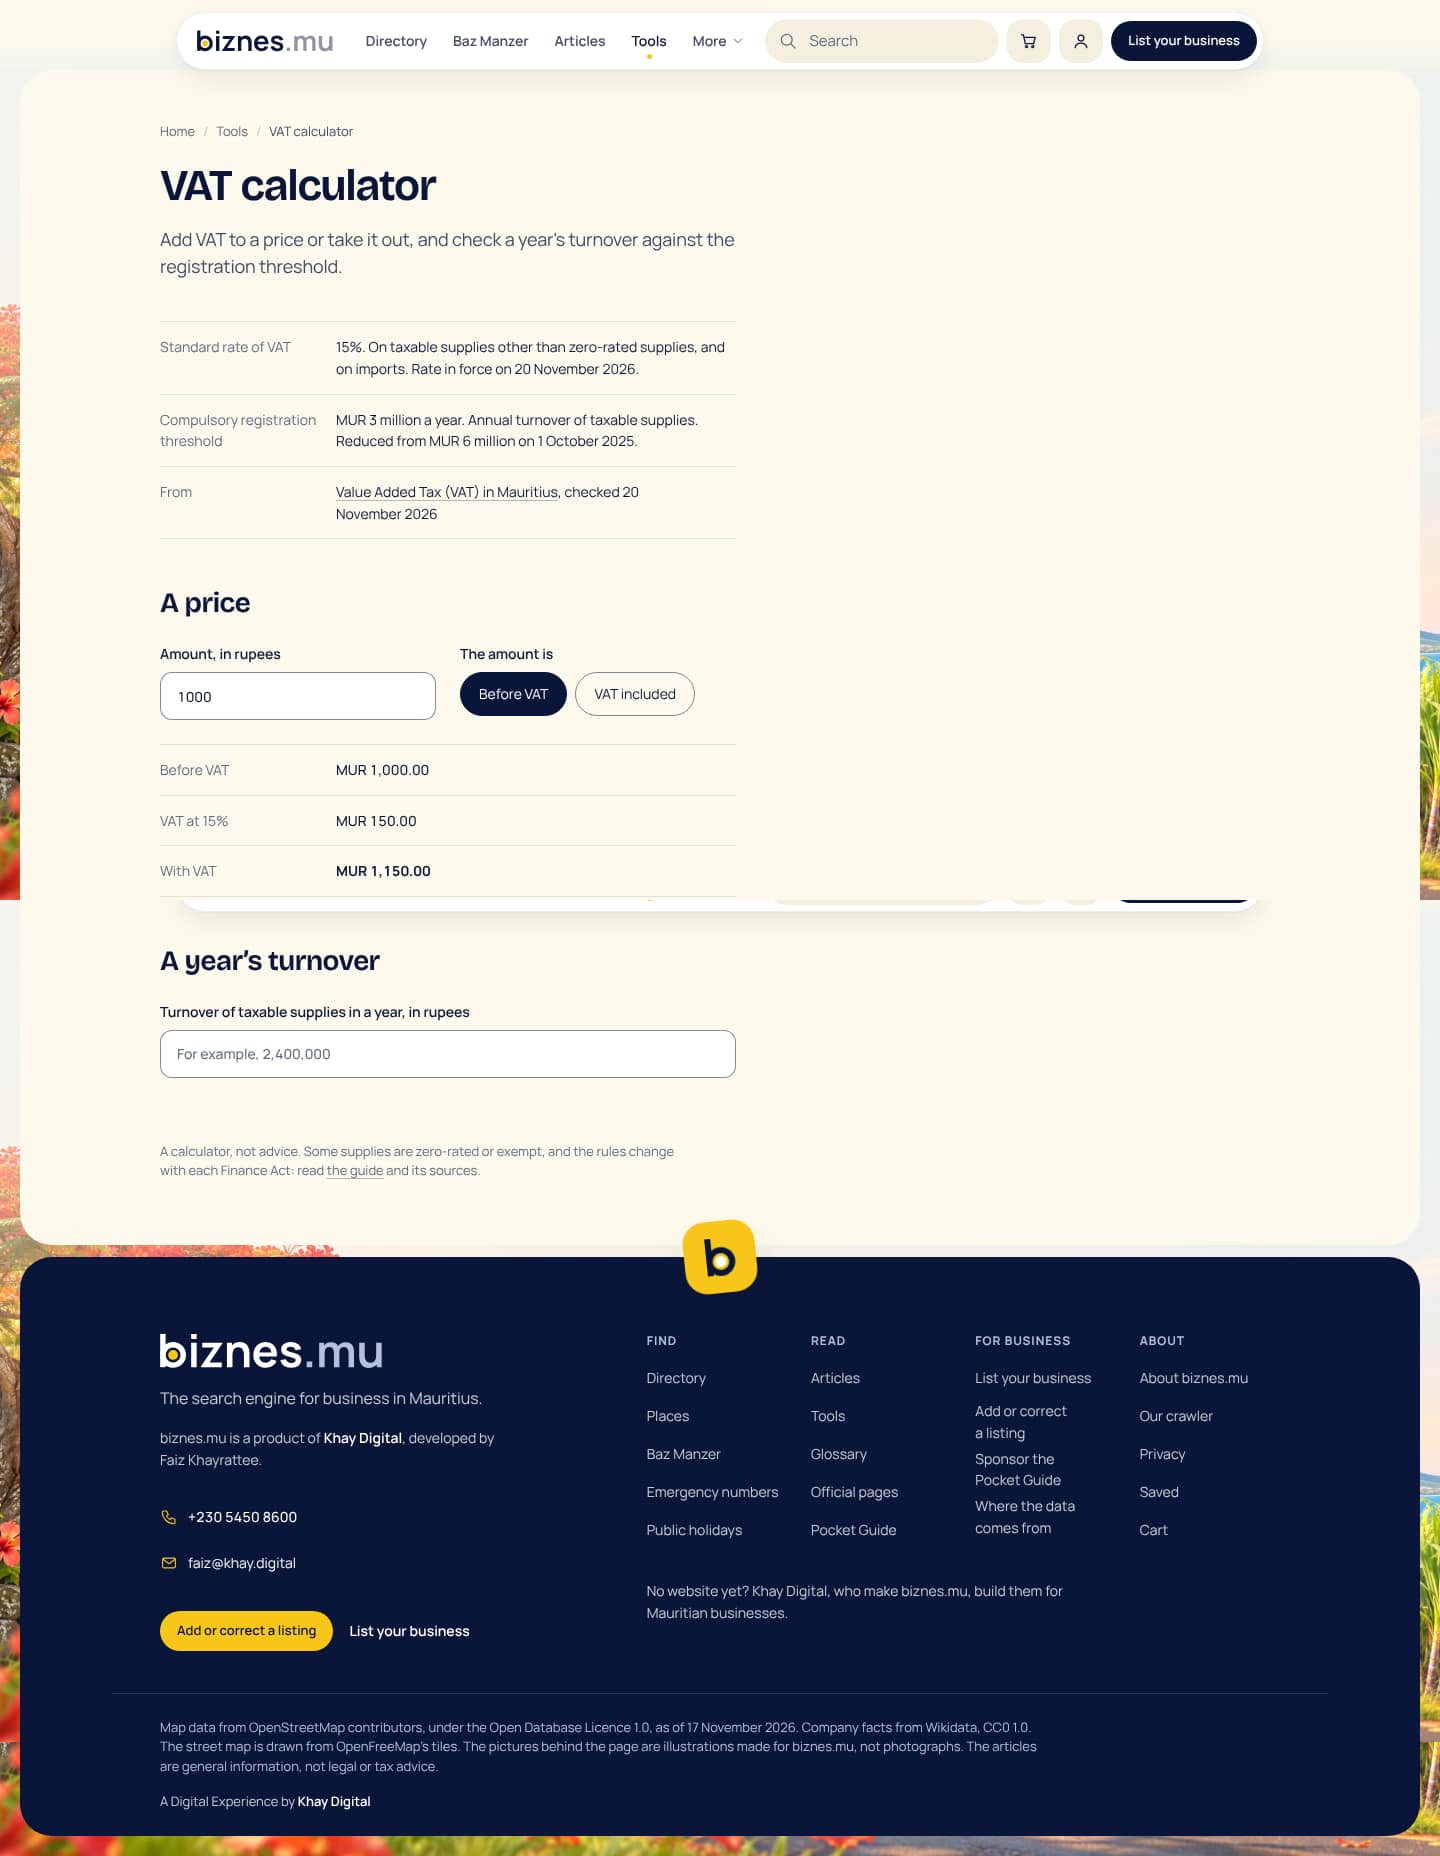 biznes.mu
Directory
Baz Manzer
Articles
Tools
More
Search
List your business
Home / Tools / VAT calculator
VAT calculator
Add VAT to a price or take it out, and check a year's turnover against the
registration threshold.
Standard rate of VAT
15%. On taxable supplies other than zero-rated supplies, and
on imports. Rate in force on 20 November 2026.
Compulsory registration
threshold
MUR 3 million a year. Annual turnover of taxable supplies.
Reduced from MUR 6 million on 1 October 2025.
From
Value Added Tax (VAT) in Mauritius, checked 20
November 2026
A price
Amount, in rupees
1000
The amount is
Before VAT
VAT included
Before VAT
MUR 1,000.00
VAT at 15%
MUR 150.00
With VAT
MUR 1,150.00
A year's turnover
Turnover of taxable supplies in a year, in rupees
For example, 2,400,000
A calculator, not advice. Some supplies are zero-rated or exempt, and the rules change
with each Finance Act: read the guide and its sources.
b
biznes.mu
The search engine for business in Mauritius.
biznes.mu is a product of Khay Digital, developed by
Faiz Khayrattee.
+230 5450 8600
faiz@khay.digital
Add or correct a listing
List your business
FIND
Directory
Places
Baz Manzer
Emergency numbers
Public holidays
READ
Articles
Tools
Glossary
Official pages
Pocket Guide
FOR BUSINESS
List your business
Add or correct
a listing
Sponsor the
Pocket Guide
Where the data
comes from
ABOUT
About biznes.mu
Our crawler
Privacy
Saved
Cart
No website yet? Khay Digital, who make biznes.mu, build them for
Mauritian businesses.
Map data from OpenStreetMap contributors, under the Open Database Licence 1.0, as of 17 November 2026. Company facts from Wikidata, CC0 1.0.
The street map is drawn from OpenFreeMap's tiles. The pictures behind the page are illustrations made for biznes.mu, not photographs. The articles
are general information, not legal or tax advice.
A Digital Experience by Khay Digital